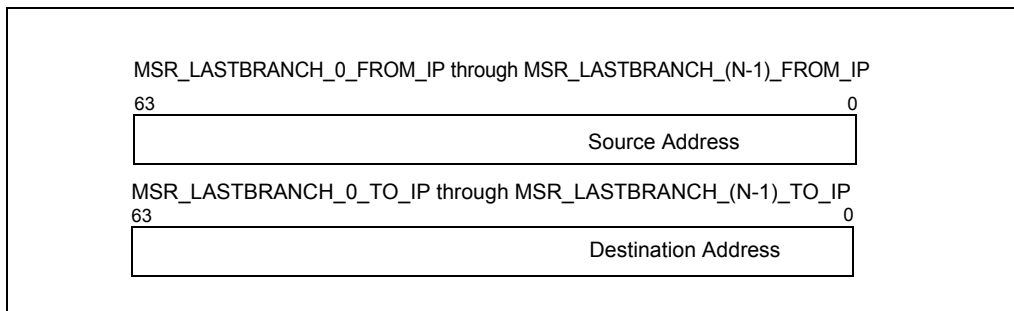 MSR_LASTBRANCH_0_FROM_IP through MSR_LASTBRANCH_(N-1)_FROM_IP
63 0
Source Address
MSR_LASTBRANCH_0_TO_IP through MSR_LASTBRANCH_(N-1)_TO_IP
63 0
Destination Address